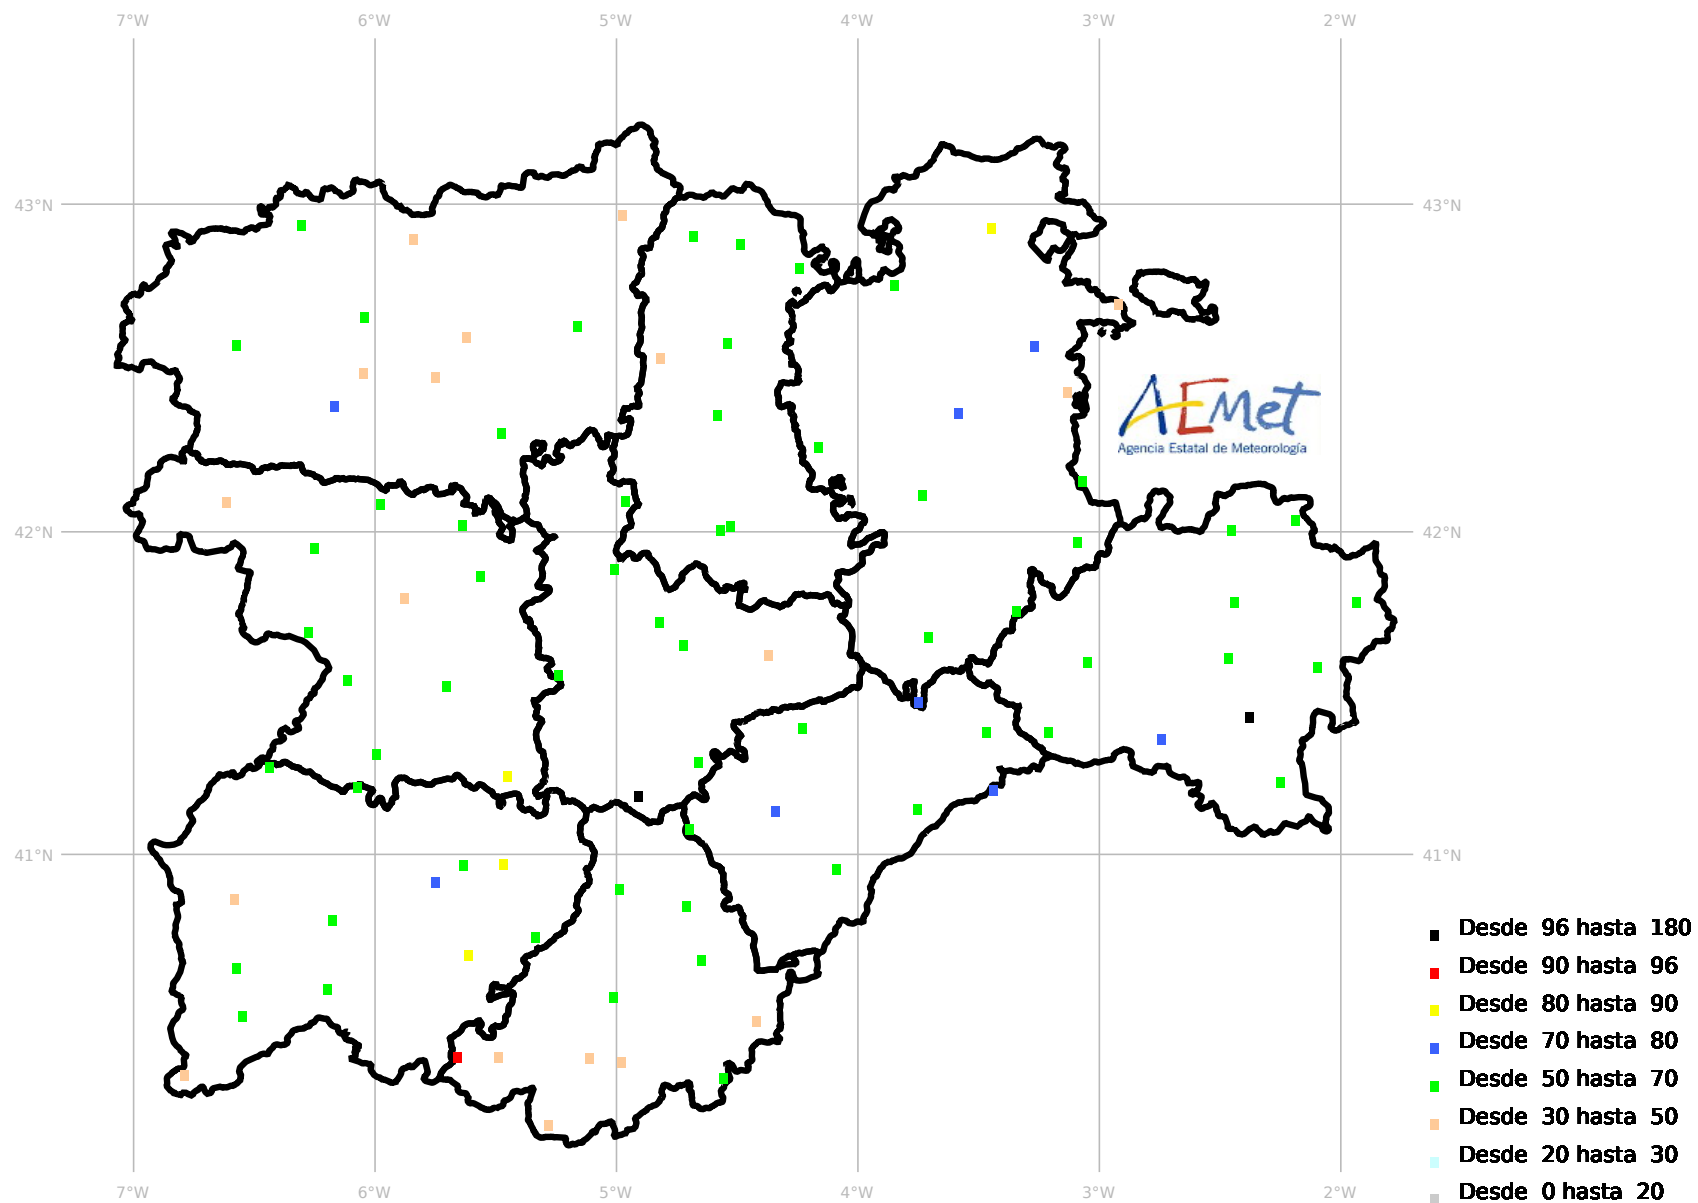 7°W 6°W 5°W 4°W 3°W 2°W
43°N 43°N
AEMet
Agencia Estatal de Meteorología
42°N 42°N
41°N 41°N
Desde 96 hasta 180
Desde 90 hasta 96
Desde 80 hasta 90
Desde 70 hasta 80
Desde 50 hasta 70
Desde 30 hasta 50
Desde 20 hasta 30
Desde 0 hasta 20
7°W 6°W 5°W 4°W 3°W 2°W